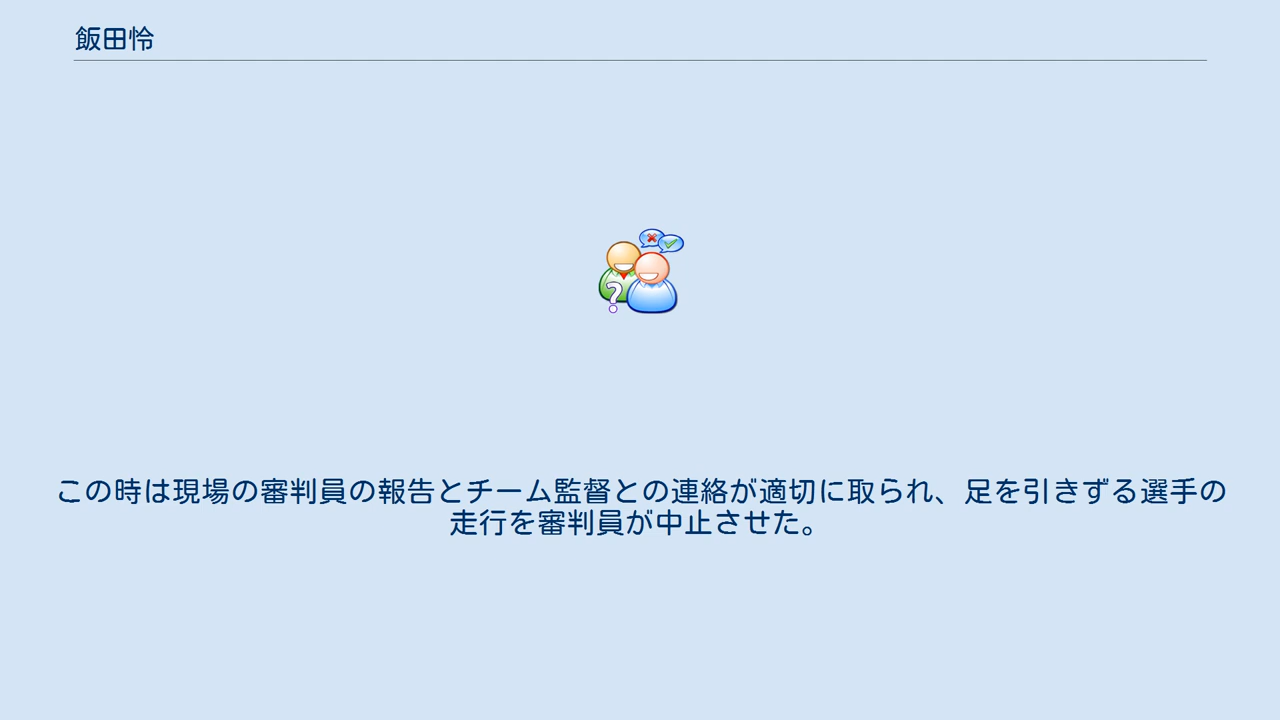 飯田怜
この時は現場の審判員の報告とチーム監督との連絡が適切に取られ、足を引きずる選手の
走行を審判員が中止させた。